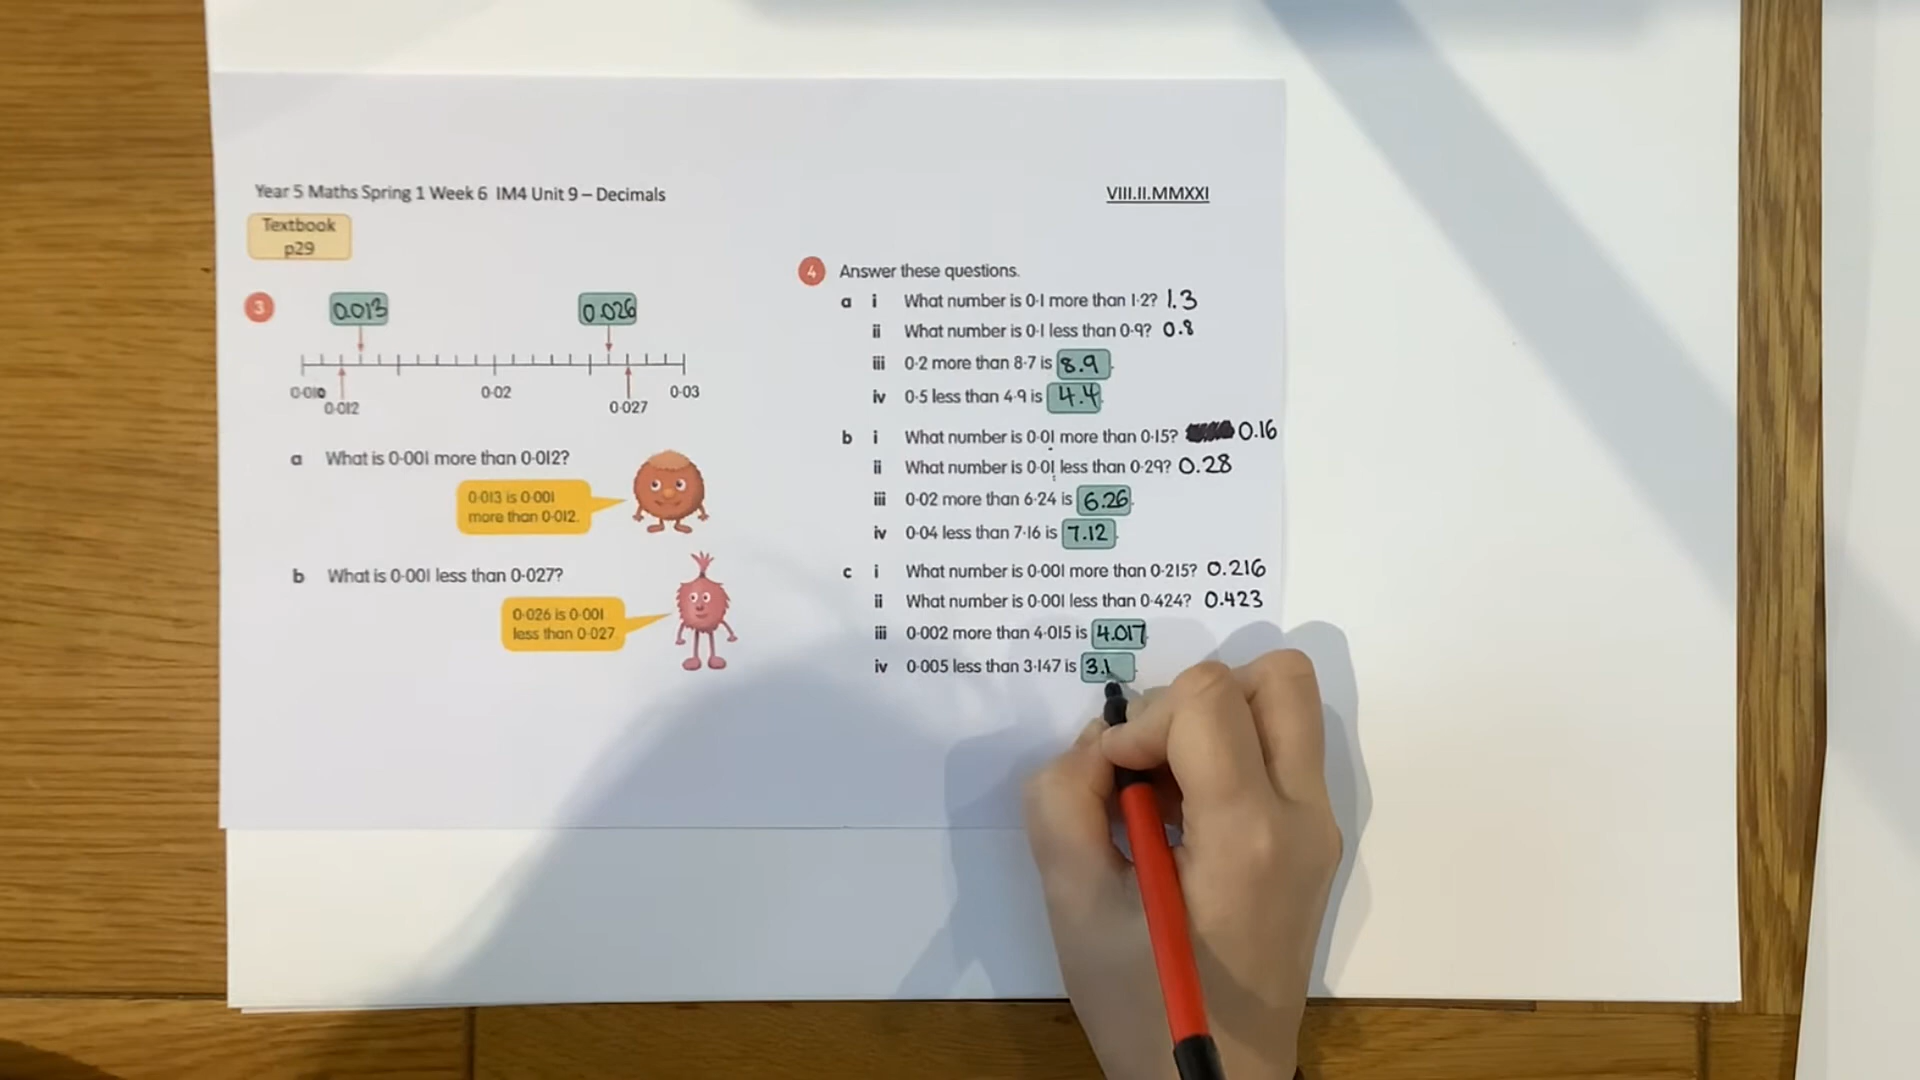 Year 5 Maths Spring 1 Week 6 IM4 Unit 9 – Decimals
VIII.II.MMXXI
Textbook
p29
3
0.013
0.026
0·010
0·012
0·02
0·027
0·03
a What is 0·001 more than 0·012?
0·013 is 0·001
more than 0·012.
b What is 0·001 less than 0·027?
0·026 is 0·001
less than 0·027
4 Answer these questions.
a i What number is 0·1 more than 1·2? 1.3
ii What number is 0·1 less than 0·9? 0.8
iii 0·2 more than 8·7 is 8.9.
iv 0·5 less than 4·9 is 4.4.
b i What number is 0·01 more than 0·15? 0.16
ii What number is 0·01 less than 0·29? 0.28
iii 0·02 more than 6·24 is 6.26.
iv 0·04 less than 7·16 is 7.12.
c i What number is 0·001 more than 0·215? 0.216
ii What number is 0·001 less than 0·424? 0.423
iii 0·002 more than 4·015 is 4.017.
iv 0·005 less than 3·147 is 3.1.